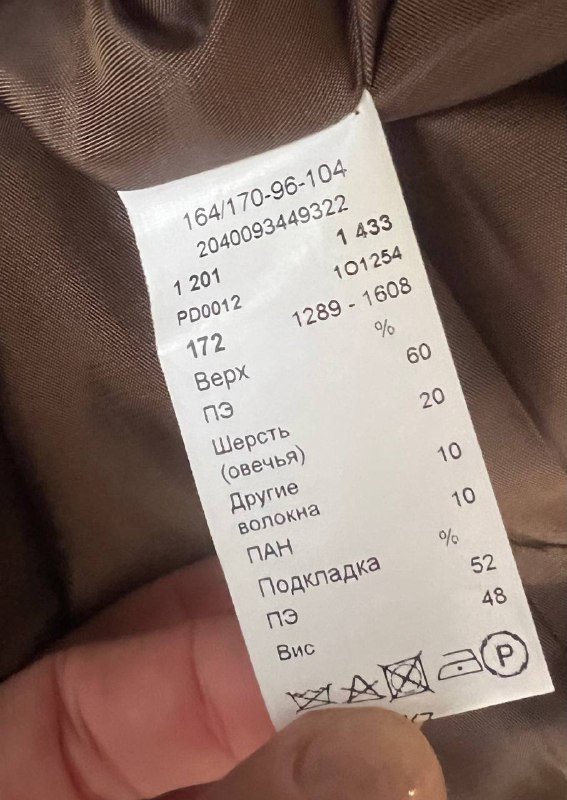 164/170-96-104
2040093449322
1 201 1 433
PD0012 1O1254
172 1289 - 1608
Верх %
ПЭ 60
Шерсть 20
(овечья)
Другие 10
волокна
ПАН 10
Подкладка %
ПЭ 52
Вис 48
P